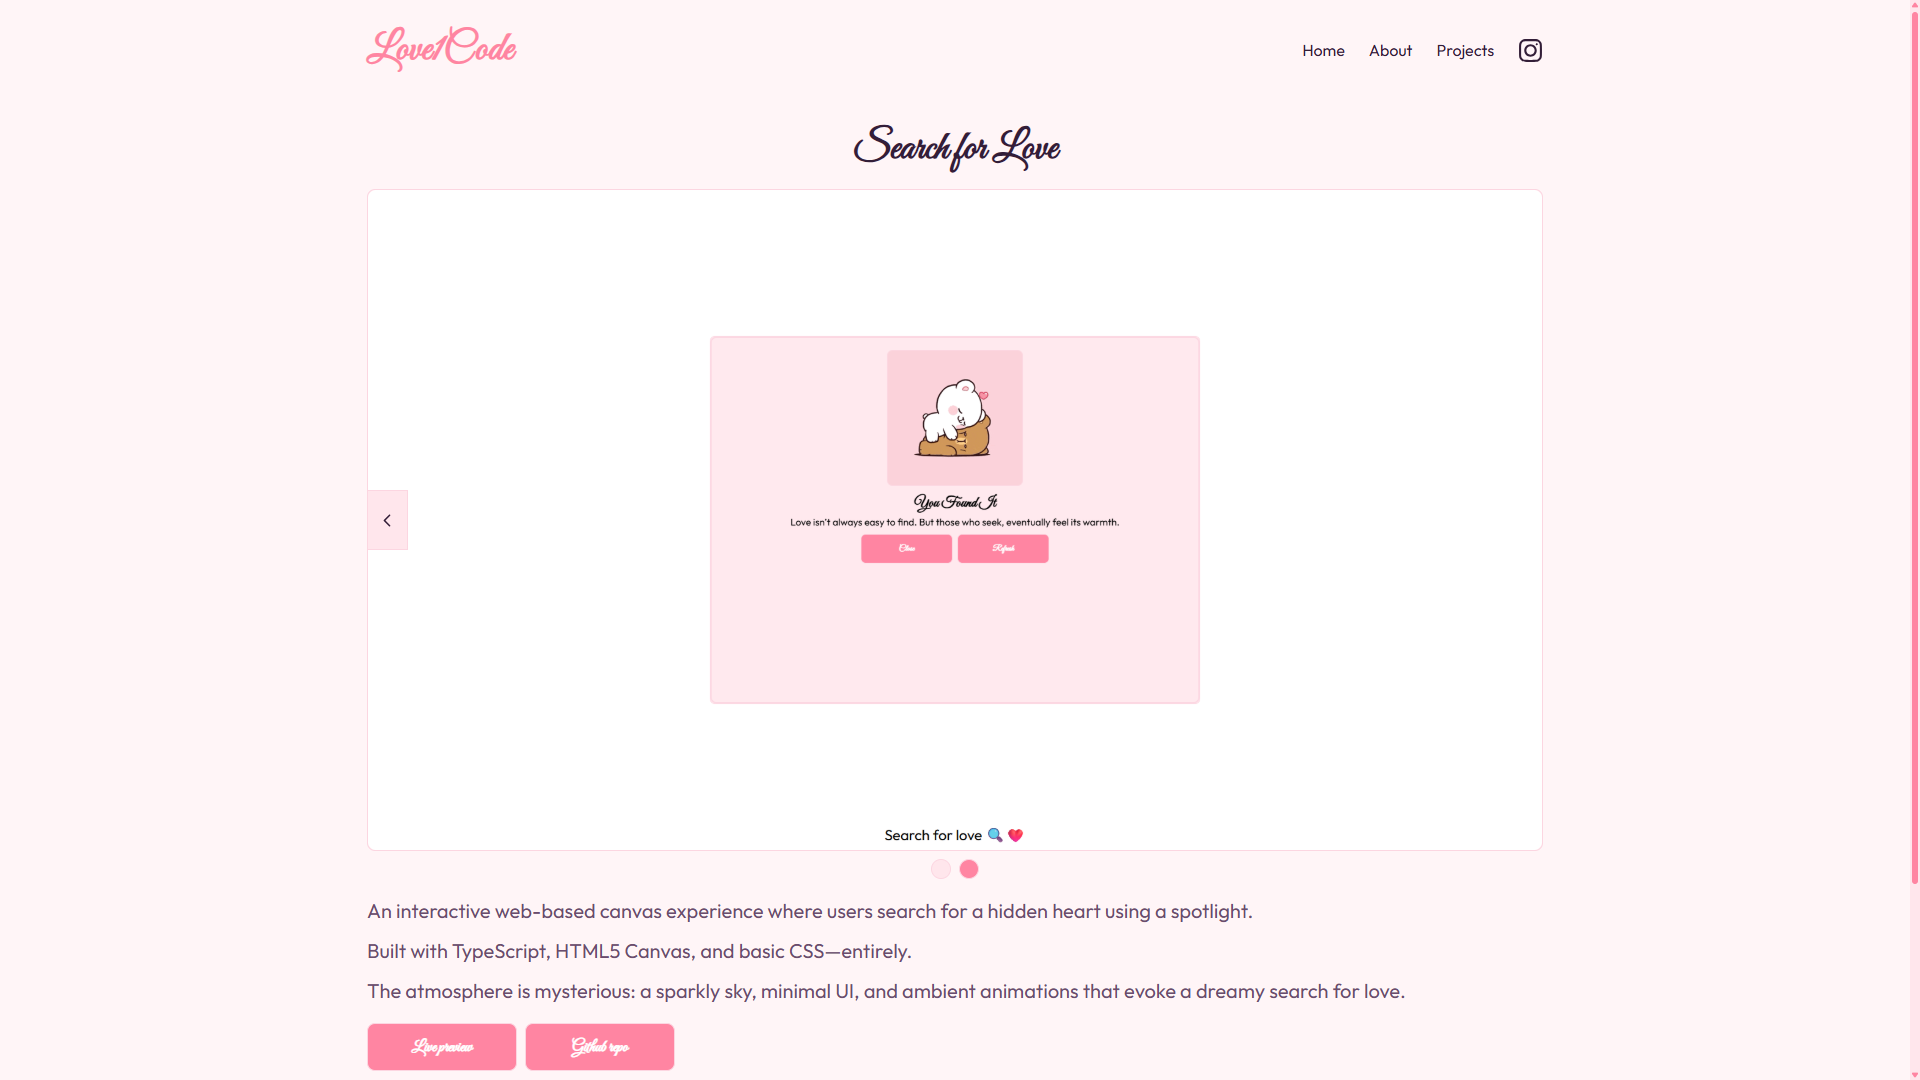 Love1Code
Home About Projects
Search for Love
You Found It
Love isn't always easy to find. But those who seek, eventually feel its warmth.
Close Refresh
Search for love 🔍 💖
An interactive web-based canvas experience where users search for a hidden heart using a spotlight.
Built with TypeScript, HTML5 Canvas, and basic CSS—entirely.
The atmosphere is mysterious: a sparkly sky, minimal UI, and ambient animations that evoke a dreamy search for love.
Live preview Github repo